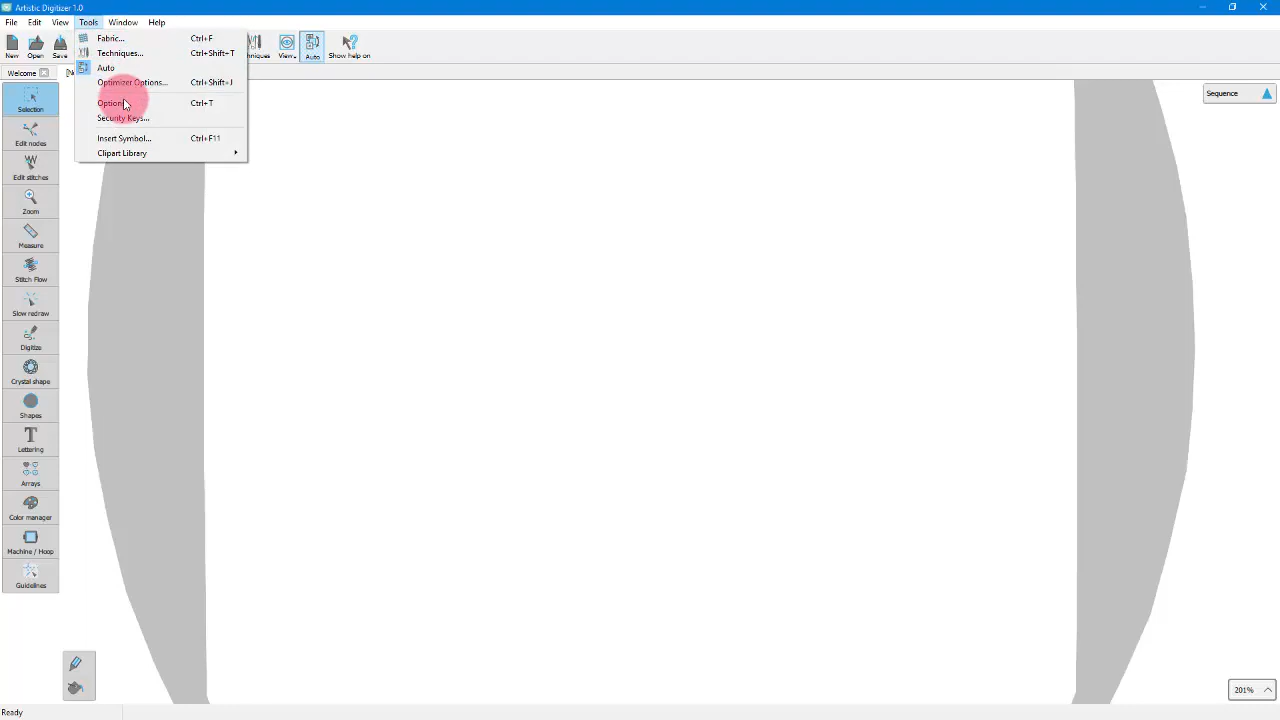 Artistic Digitizer 1.0
File Edit View Tools Window Help
New Open Save
View Auto Show help on
Welcome
Fabric... Ctrl+F
Techniques... Ctrl+Shift+T
Auto
Optimizer Options... Ctrl+Shift+J
Option Ctrl+T
Security Keys...
Insert Symbol... Ctrl+F11
Clipart Library
Sequence
Selection
Edit nodes
Edit stitches
Zoom
Measure
Stitch Flow
Slow redraw
Digitize
Crystal shape
Shapes
Lettering
Arrays
Color manager
Machine / Hoop
Guidelines
201%
Ready